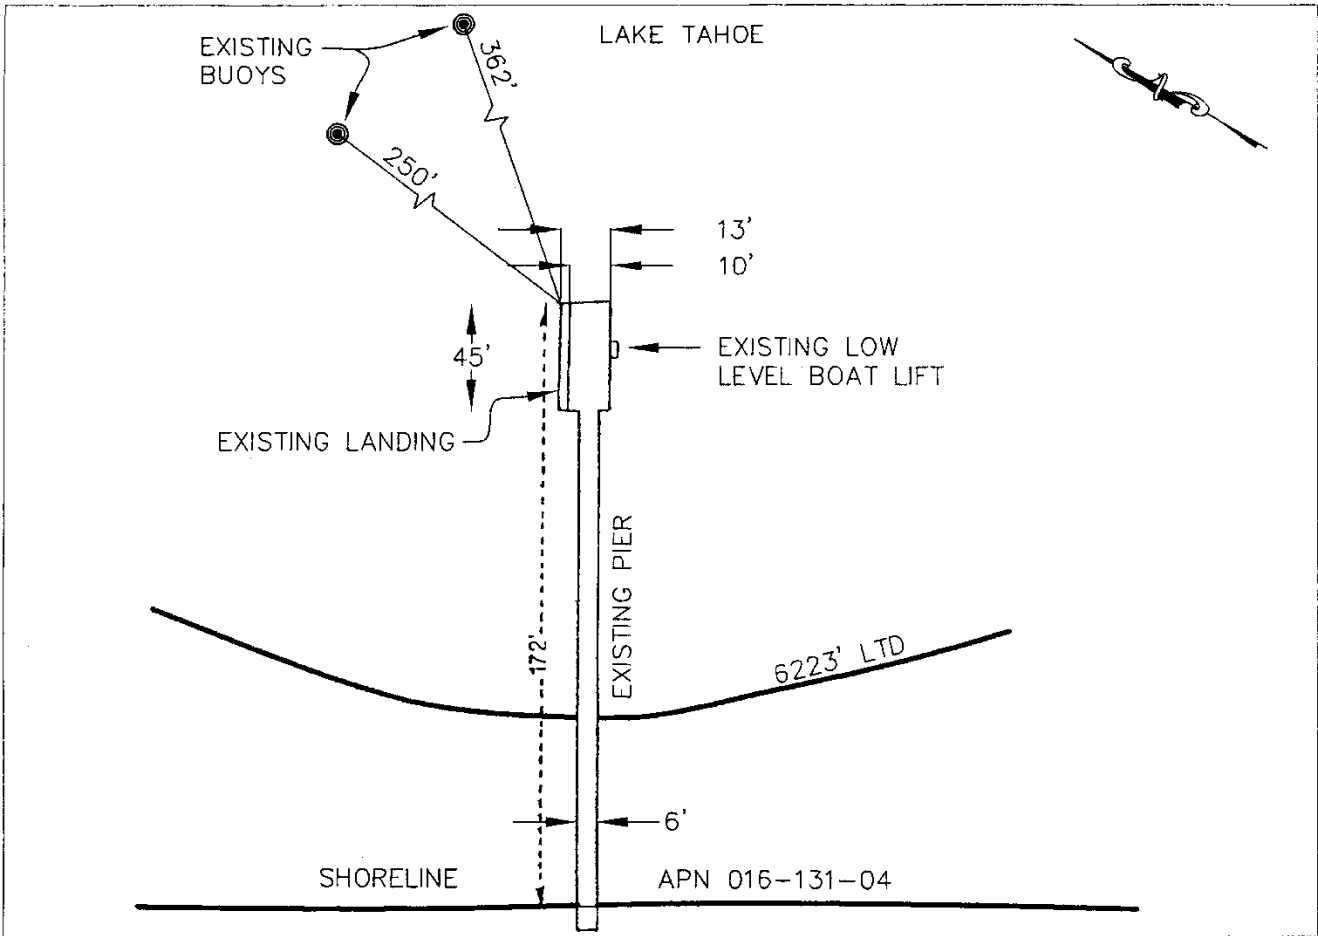 LAKE TAHOE
EXISTING
BUOYS
362'
250'
13'
10'
45'
EXISTING LOW
LEVEL BOAT LIFT
EXISTING LANDING
EXISTING PIER
172'
6223' LTD
6'
SHORELINE
APN 016-131-04